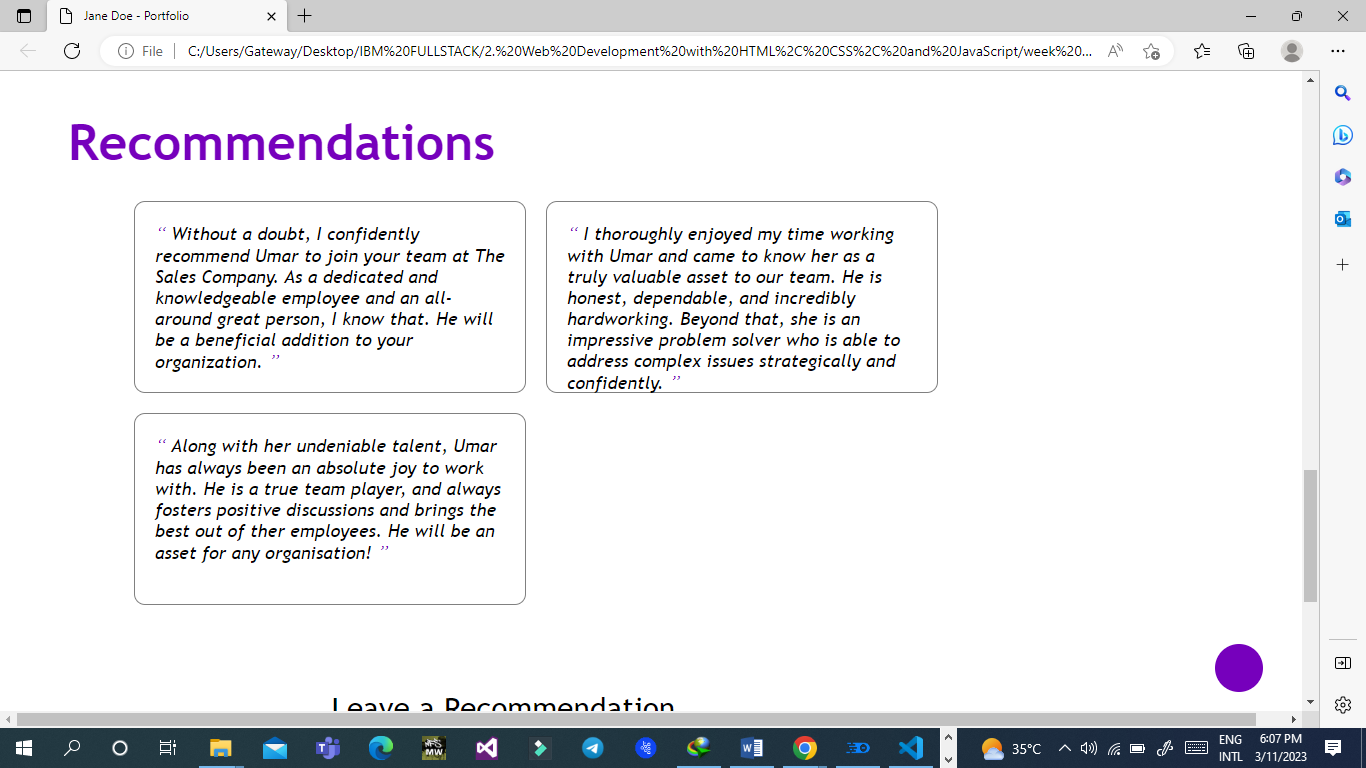 Jane Doe - Portfolio
File
C:/Users/Gateway/Desktop/IBM%20FULLSTACK/2.%20Web%20Development%20with%20HTML%2C%20CSS%2C%20and%20JavaScript/week%20...
Recommendations
“ Without a doubt, I confidently
recommend Umar to join your team at The
Sales Company. As a dedicated and
knowledgeable employee and an all-
around great person, I know that. He will
be a beneficial addition to your
organization. ”
“ I thoroughly enjoyed my time working
with Umar and came to know her as a
truly valuable asset to our team. He is
honest, dependable, and incredibly
hardworking. Beyond that, she is an
impressive problem solver who is able to
address complex issues strategically and
confidently. ”
“ Along with her undeniable talent, Umar
has always been an absolute joy to work
with. He is a true team player, and always
fosters positive discussions and brings the
best out of ther employees. He will be an
asset for any organisation! ”
Leave a Recommendation
35°C
ENG
INTL
6:07 PM
3/11/2023